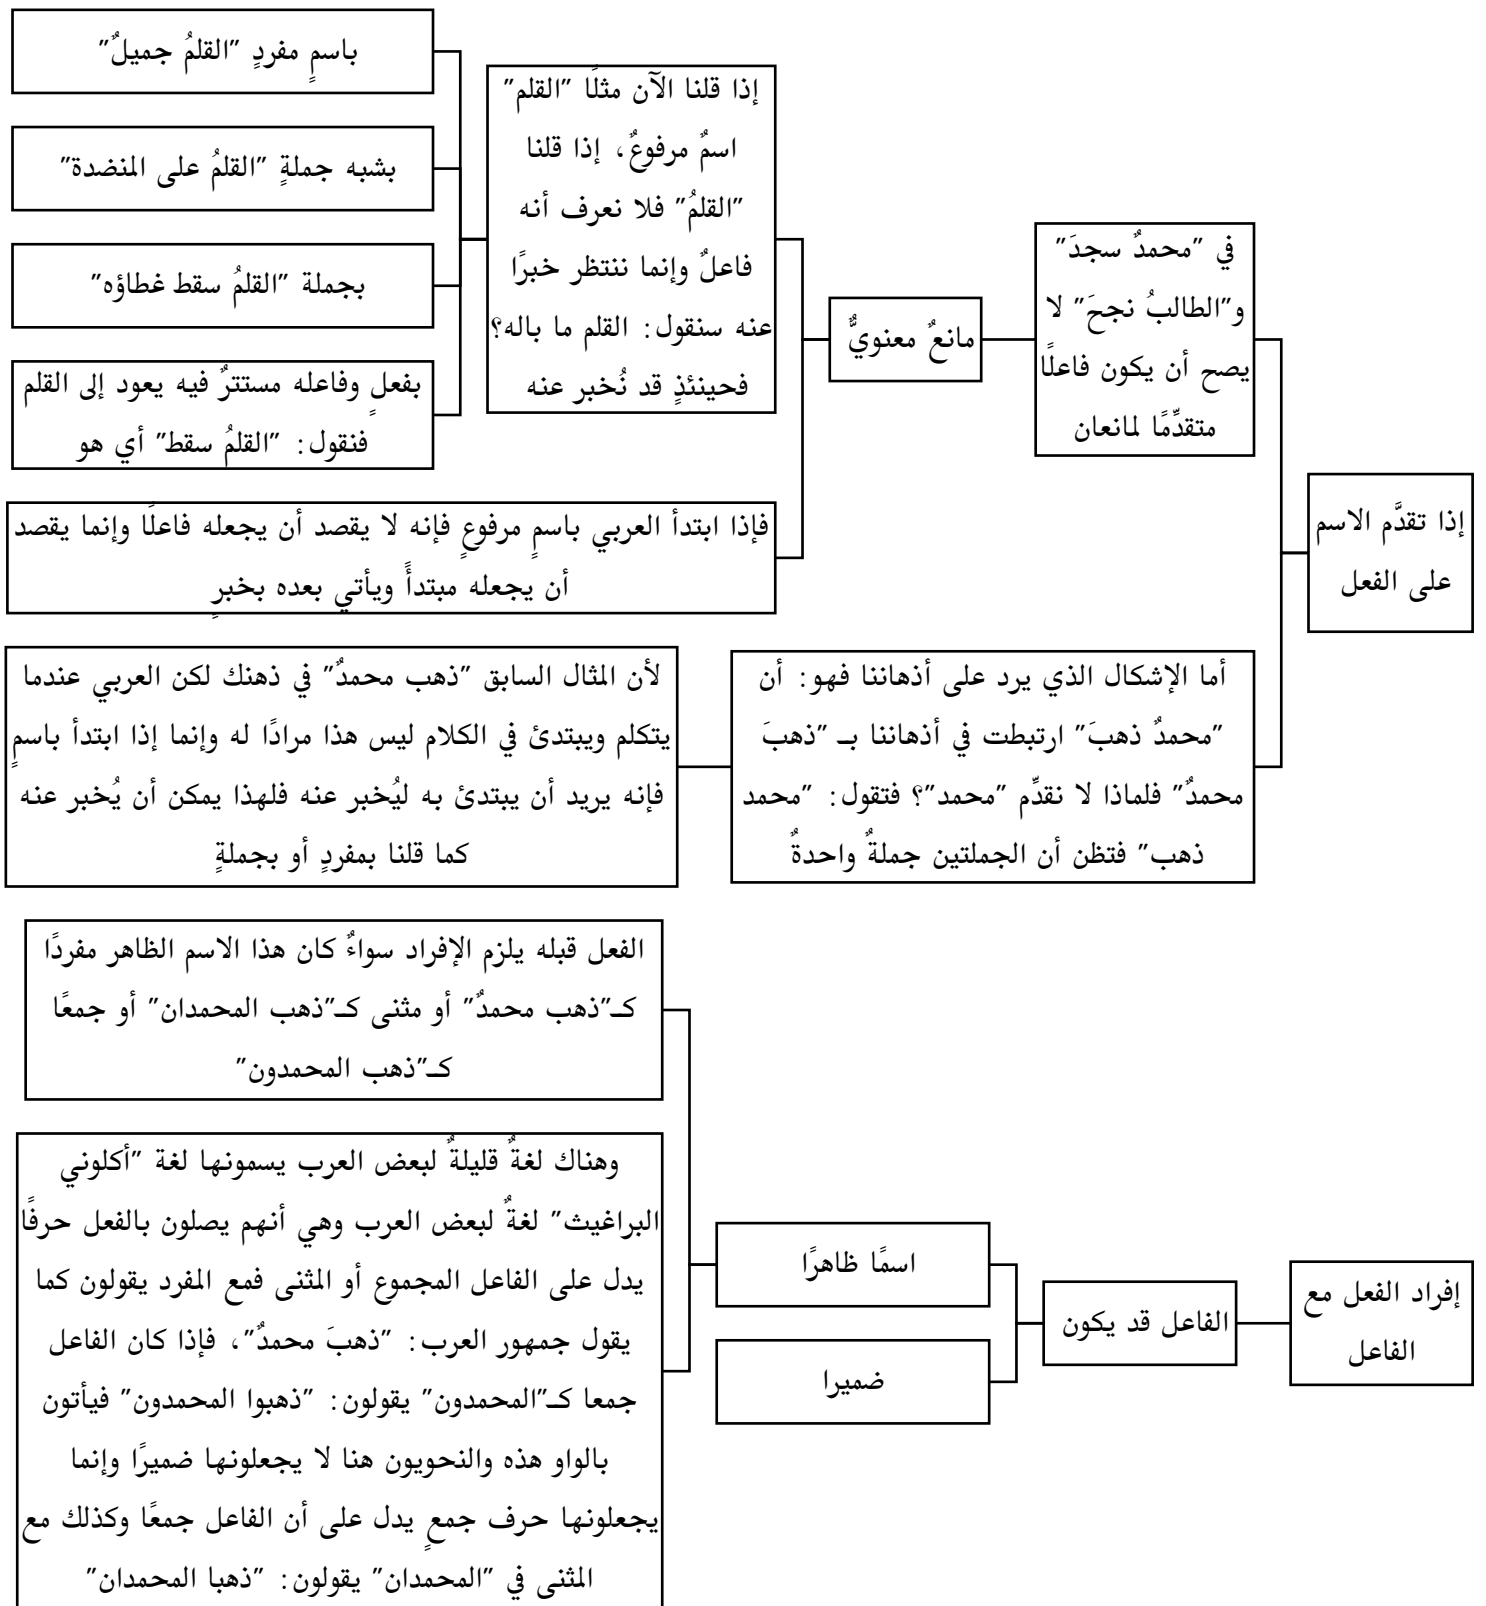 إذا تقدَّم الاسم
على الفعل
في "محمدٌ سجدَ"
و"الطالبُ نجحَ" لا
يصح أن يكون فاعلًا
متقدِّمًا لمانعان
مانعٌ معنويٌّ
إذا قلنا الآن مثلًا "القلم"
اسمٌ مرفوعٌ، إذا قلنا
"القلمُ" فلا نعرف أنه
فاعلٌ وإنما ننتظر خبرًا
عنه سنقول: القلم ما باله؟
فحينئذٍ قد نُخبر عنه
باسمٍ مفردٍ "القلمُ جميلٌ"
بشبه جملةٍ "القلمُ على المنضدة"
بجملة "القلمُ سقط غطاؤه"
بفعلٍ وفاعله مستترٌ فيه يعود إلى القلم
فنقول: "القلمُ سقط" أي هو
فإذا ابتدأ العربي باسمٍ مرفوعٍ فإنه لا يقصد أن يجعله فاعلًا وإنما يقصد
أن يجعله مبتدأً ويأتي بعده بخبرٍ
أما الإشكال الذي يرد على أذهاننا فهو: أن
"محمدٌ ذهبَ" ارتبطت في أذهاننا بـ "ذهبَ
محمدٌ" فلماذا لا نقدِّم "محمد"؟ فتقول: "محمد
ذهب" فتظن أن الجملتين جملةٌ واحدةٌ
لأن المثال السابق "ذهب محمدٌ" في ذهنك لكن العربي عندما
يتكلم ويبتدئ في الكلام ليس هذا مرادًا له وإنما إذا ابتدأ باسمٍ
فإنه يريد أن يبتدئ به ليُخبر عنه فلهذا يمكن أن يُخبر عنه
كما قلنا بمفردٍ أو بجملةٍ
إفراد الفعل مع
الفاعل
الفاعل قد يكون
اسمًا ظاهرًا
الفعل قبله يلزم الإفراد سواءٌ كان هذا الاسم الظاهر مفردًا
كـ"ذهب محمدٌ" أو مثنى كـ"ذهب المحمدان" أو جمعًا
كـ"ذهب المحمدون"
وهناك لغةٌ قليلةٌ لبعض العرب يسمونها لغة "أكلوني
البراغيث" لغةٌ لبعض العرب وهي أنهم يصلون بالفعل حرفًا
يدل على الفاعل المجموع أو المثنى فمع المفرد يقولون كما
يقول جمهور العرب: "ذهبَ محمدٌ"، فإذا كان الفاعل
جمعا كـ"المحمدون" يقولون: "ذهبوا المحمدون" فيأتون
بالواو هذه والنحويون هنا لا يجعلونها ضميرًا وإنما
يجعلونها حرف جمعٍ يدل على أن الفاعل جمعًا وكذلك مع
المثنى في "المحمدان" يقولون: "ذهبا المحمدان"
ضميرا